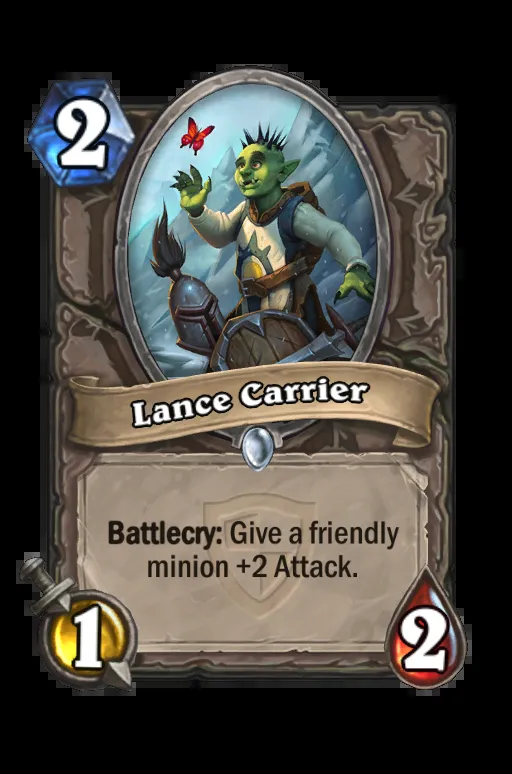 2
Lance Carrier
Battlecry: Give a friendly
minion +2 Attack.
1
2